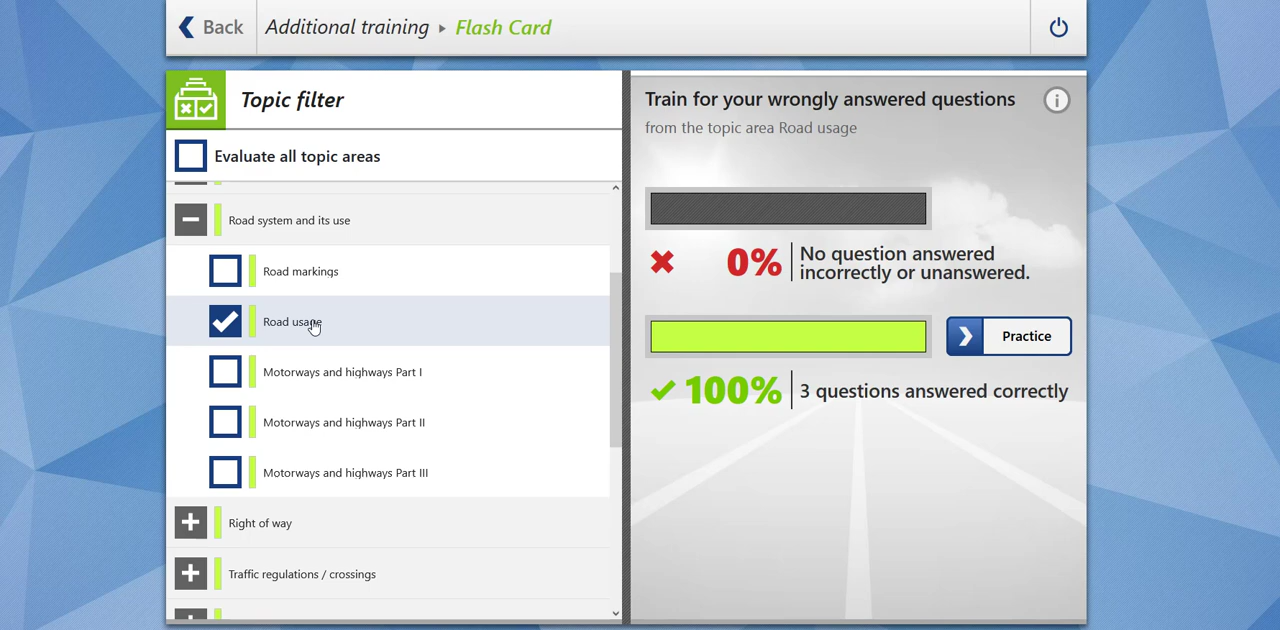 Back
Additional training ▸ Flash Card
Topic filter
Evaluate all topic areas
Road system and its use
Road markings
Road usage
Motorways and highways Part I
Motorways and highways Part II
Motorways and highways Part III
Right of way
Traffic regulations / crossings
Train for your wrongly answered questions
from the topic area Road usage
0%
No question answered
incorrectly or unanswered.
Practice
100%
3 questions answered correctly